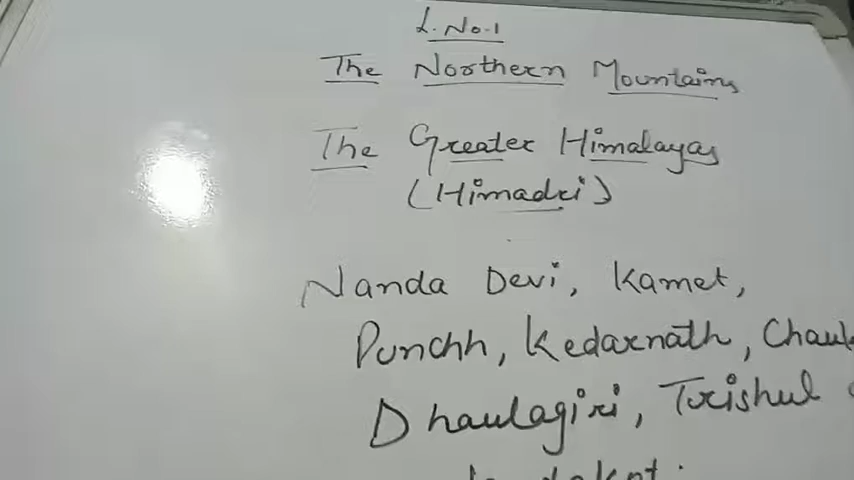 L. No. 1
The Northern Mountains
The Greater Himalayas
(Himadri)
Nanda Devi, Kamet,
Punchh, Kedarnath,
Dhaulagiri, Trishul